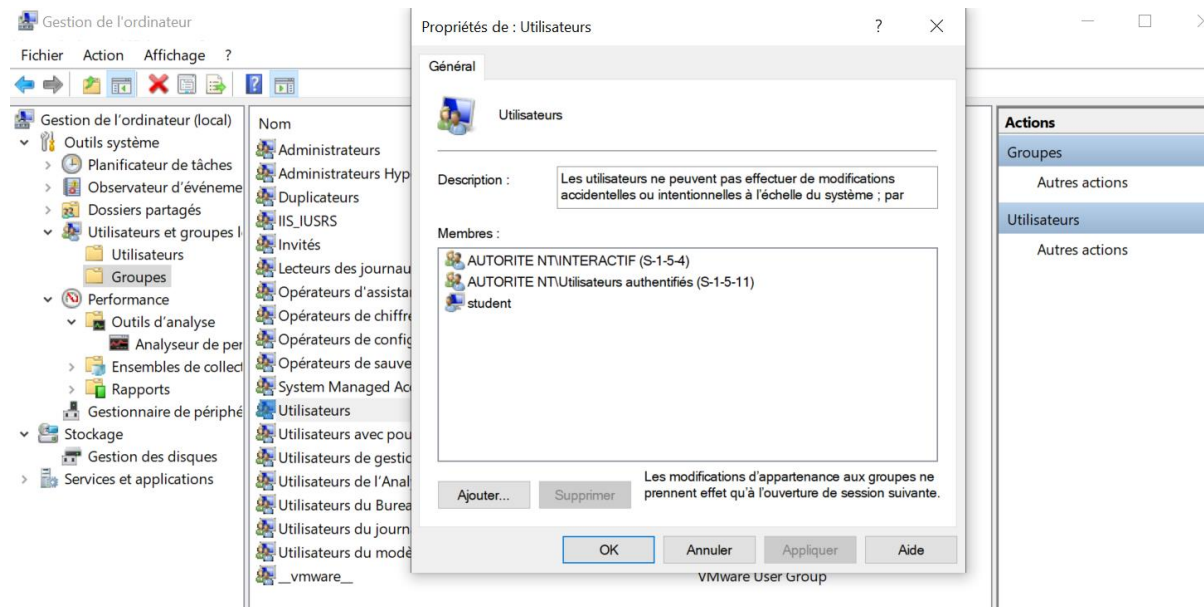 Gestion de l'ordinateur
Fichier Action Affichage ?
Gestion de l'ordinateur (local)
Outils système
Planificateur de tâches
Observateur d'événeme
Dossiers partagés
Utilisateurs et groupes l
Utilisateurs
Groupes
Performance
Outils d'analyse
Analyseur de per
Ensembles de collect
Rapports
Gestionnaire de périphé
Stockage
Gestion des disques
Services et applications
Nom
Administrateurs
Administrateurs Hyp
Duplicateurs
IIS_IUSRS
Invités
Lecteurs des journau
Opérateurs d'assistan
Opérateurs de chiffre
Opérateurs de config
Opérateurs de sauve
System Managed Ac
Utilisateurs
Utilisateurs avec pou
Utilisateurs de gestic
Utilisateurs de l'Anal
Utilisateurs du Burea
Utilisateurs du journ
Utilisateurs du modè
__vmware__
VMware User Group
Propriétés de : Utilisateurs
?
Général
Utilisateurs
Description :
Les utilisateurs ne peuvent pas effectuer de modifications
accidentelles ou intentionnelles à l'échelle du système ; par
Membres :
AUTORITE NT\INTERACTIF (S-1-5-4)
AUTORITE NT\Utilisateurs authentifiés (S-1-5-11)
student
Ajouter...
Supprimer
Les modifications d'appartenance aux groupes ne
prennent effet qu'à l'ouverture de session suivante.
OK
Annuler
Appliquer
Aide
Actions
Groupes
Autres actions
Utilisateurs
Autres actions